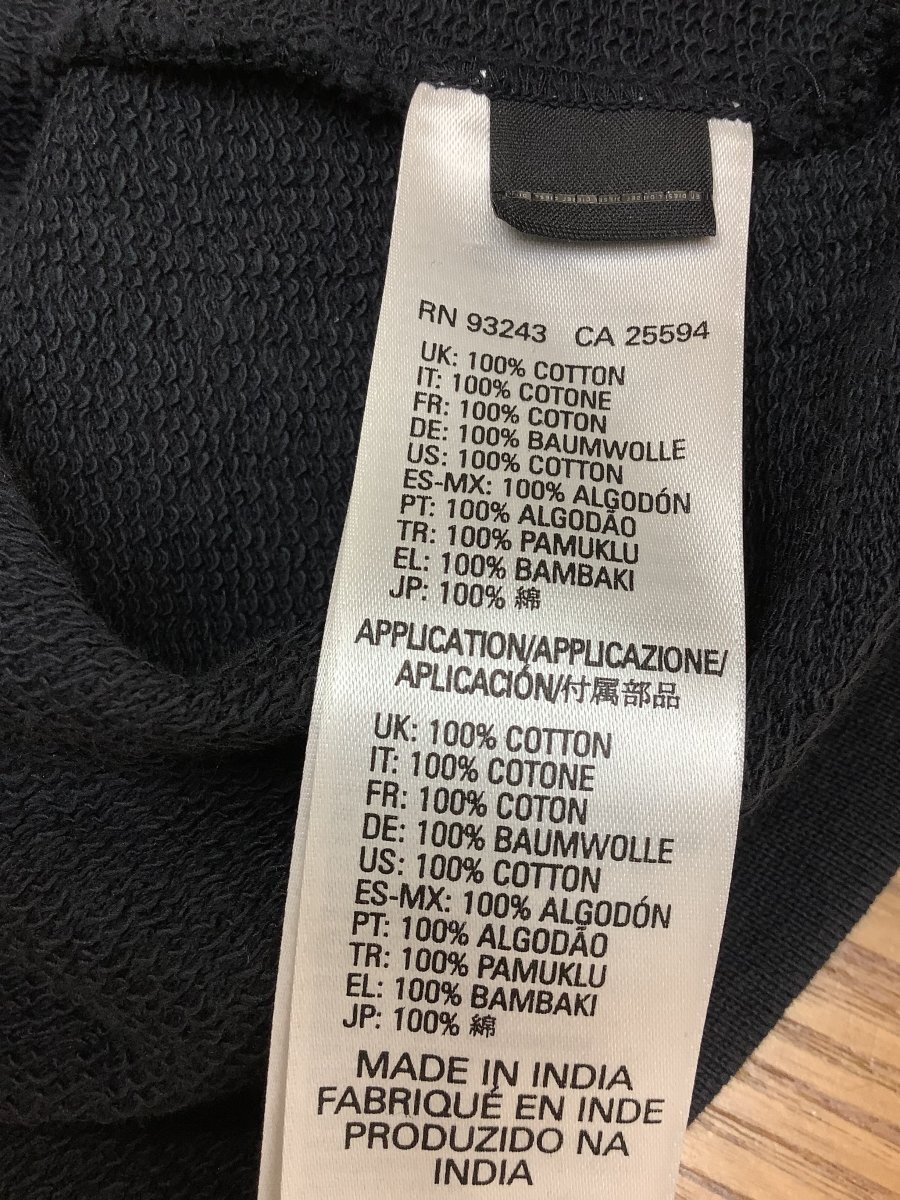 RN 93243 CA 25594
UK: 100% COTTON
IT: 100% COTONE
FR: 100% COTON
DE: 100% BAUMWOLLE
US: 100% COTTON
ES-MX: 100% ALGODÓN
PT: 100% ALGODÃO
TR: 100% PAMUKLU
EL: 100% BAMBAKI
JP: 100% 綿
APPLICATION/APPLICAZIONE/
APLICACIÓN/付属部品
UK: 100% COTTON
IT: 100% COTONE
FR: 100% COTON
DE: 100% BAUMWOLLE
US: 100% COTTON
ES-MX: 100% ALGODÓN
PT: 100% ALGODÃO
TR: 100% PAMUKLU
EL: 100% BAMBAKI
JP: 100% 綿
MADE IN INDIA
FABRIQUÉ EN INDE
PRODUZIDO NA
INDIA